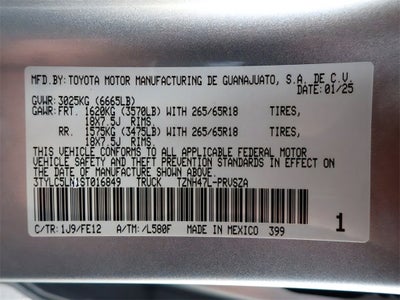 MFD.BY:TOYOTA MOTOR MANUFACTURING DE GUANAJUATO, S.A. DE C.V.
DATE:01/25
GVWR:3025KG (6665LB)
GAWR:FRT. 1620KG (3570LB) WITH 265/65R18 TIRES,
18X7.5J RIMS.
RR. 1575KG (3475LB) WITH 265/65R18 TIRES,
18X7.5J RIMS.
THIS VEHICLE CONFORMS TO ALL APPLICABLE FEDERAL MOTOR
VEHICLE SAFETY AND THEFT PREVENTION STANDARDS IN EFFECT ON
THE DATE OF MANUFACTURE SHOWN ABOVE.
3TYLC5LN1ST016849 TRUCK TZNH47L-PRVSZA
C/TR:1J9/FE12 A/TM: /L580F MADE IN MEXICO 399 1